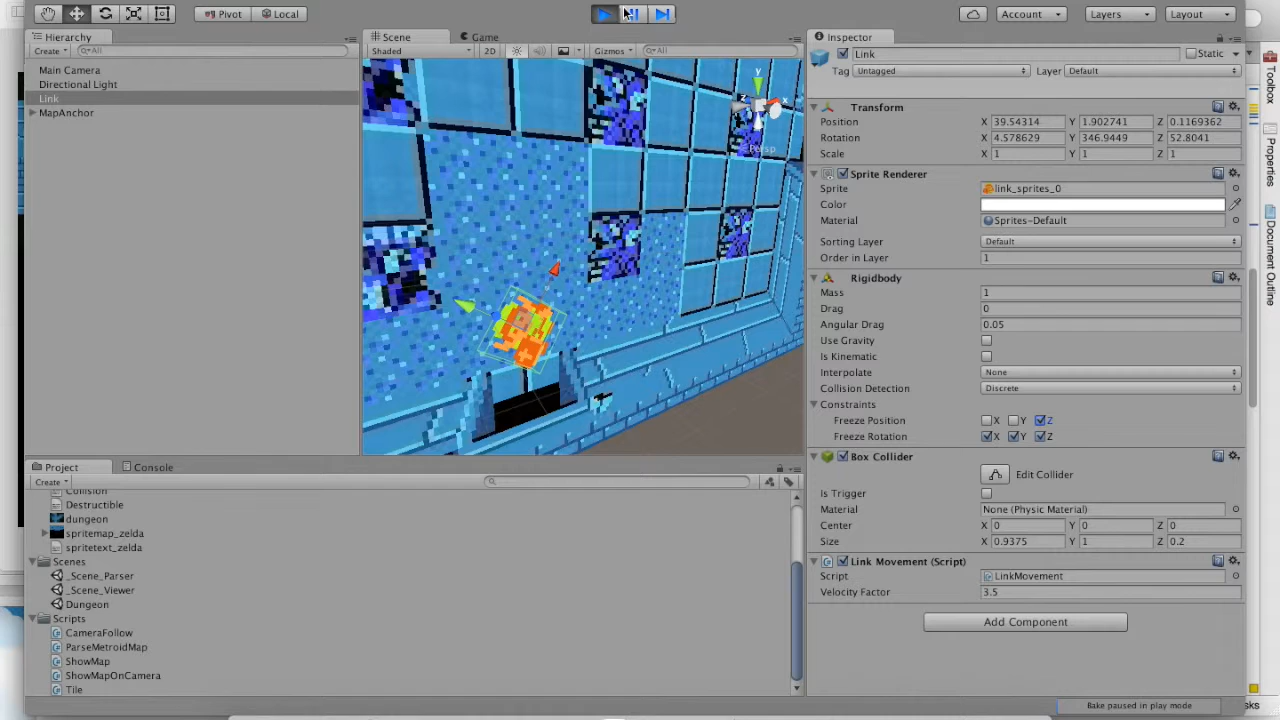 Pivot Local Account Layers Layout
Hierarchy
Create All
Main Camera
Directional Light
Link
MapAnchor
Scene Game
Shaded 2D Gizmos All
y
z x
Persp
Inspector
Link Static
Tag Untagged Layer Default
Transform
Position X 39.54314 Y 1.902741 Z 0.1169362
Rotation X 4.578629 Y 346.9449 Z 52.8041
Scale X 1 Y 1 Z 1
Sprite Renderer
Sprite link_sprites_0
Color
Material Sprites-Default
Sorting Layer Default
Order in Layer 1
Rigidbody
Mass 1
Drag 0
Angular Drag 0.05
Use Gravity
Is Kinematic
Interpolate None
Collision Detection Discrete
Constraints
Freeze Position X Y Z
Freeze Rotation X Y Z
Box Collider
Edit Collider
Is Trigger
Material None (Physic Material)
Center X 0 Y 0 Z 0
Size X 0.9375 Y 1 Z 0.2
Link Movement (Script)
Script LinkMovement
Velocity Factor 3.5
Add Component
Project Console
Create
Collision
Destructible
dungeon
spritemap_zelda
spritetext_zelda
Scenes
_Scene_Parser
_Scene_Viewer
Dungeon
Scripts
CameraFollow
ParseMetroidMap
ShowMap
ShowMapOnCamera
Tile
Bake paused in play mode
Toolbox
Properties
Document Outline